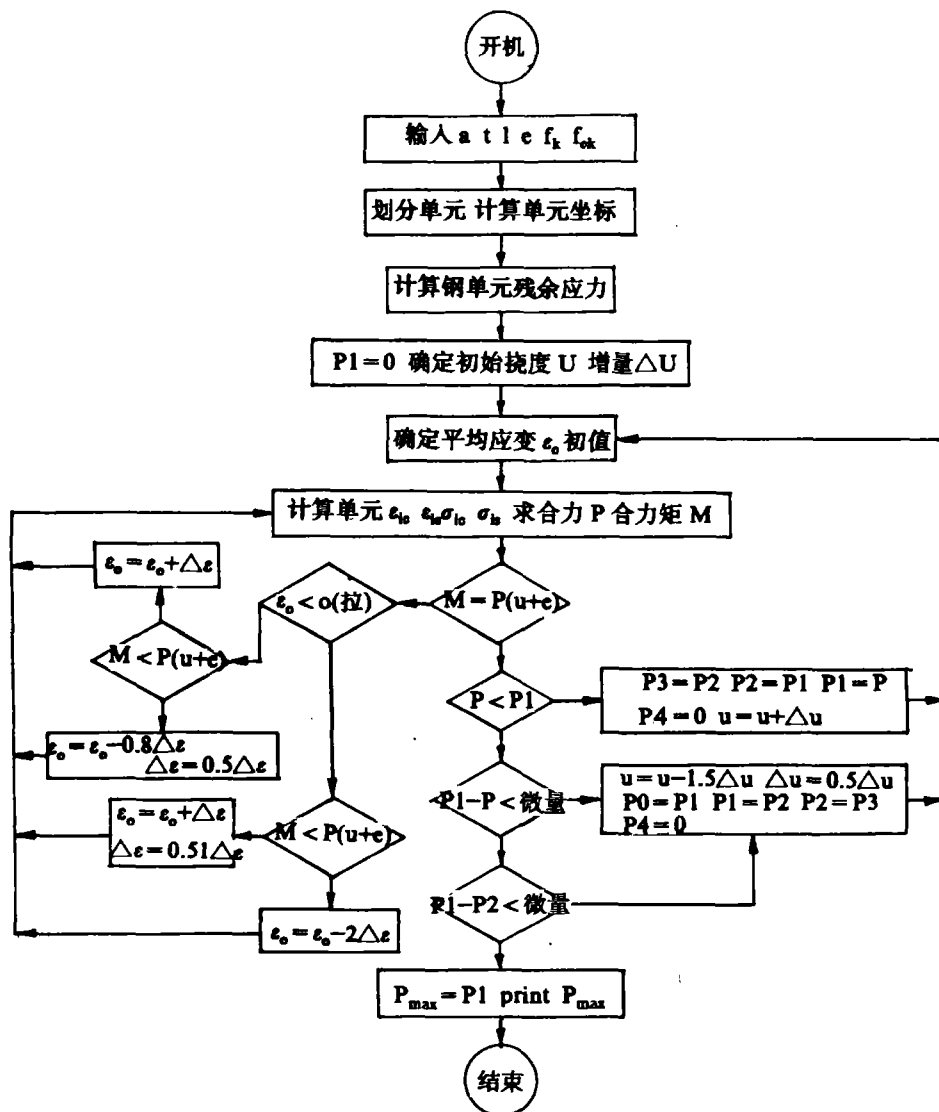 开机
输入 a t l e f_k f_ck
划分单元 计算单元坐标
计算钢单元残余应力
P1=0 确定初始挠度 U 增量△U
确定平均应变 ε_o 初值
计算单元 ε_ic ε_is σ_ic σ_is 求合力 P 合力矩 M
ε_o=ε_o+△ε
ε_o<o(拉)
M=P(u+e)
M<P(u+e)
P<P1
P3=P2 P2=P1 P1=P
P4=0 u=u+△u
ε_o=ε_o-0.8△ε
△ε=0.5△ε
P1-P<微量
u=u-1.5△u △u=0.5△u
P0=P1 P1=P2 P2=P3
P4=0
ε_o=ε_o+△ε
△ε=0.51△ε
M<P(u+e)
P1-P2<微量
ε_o=ε_o-2△ε
P_max=P1 print P_max
结束